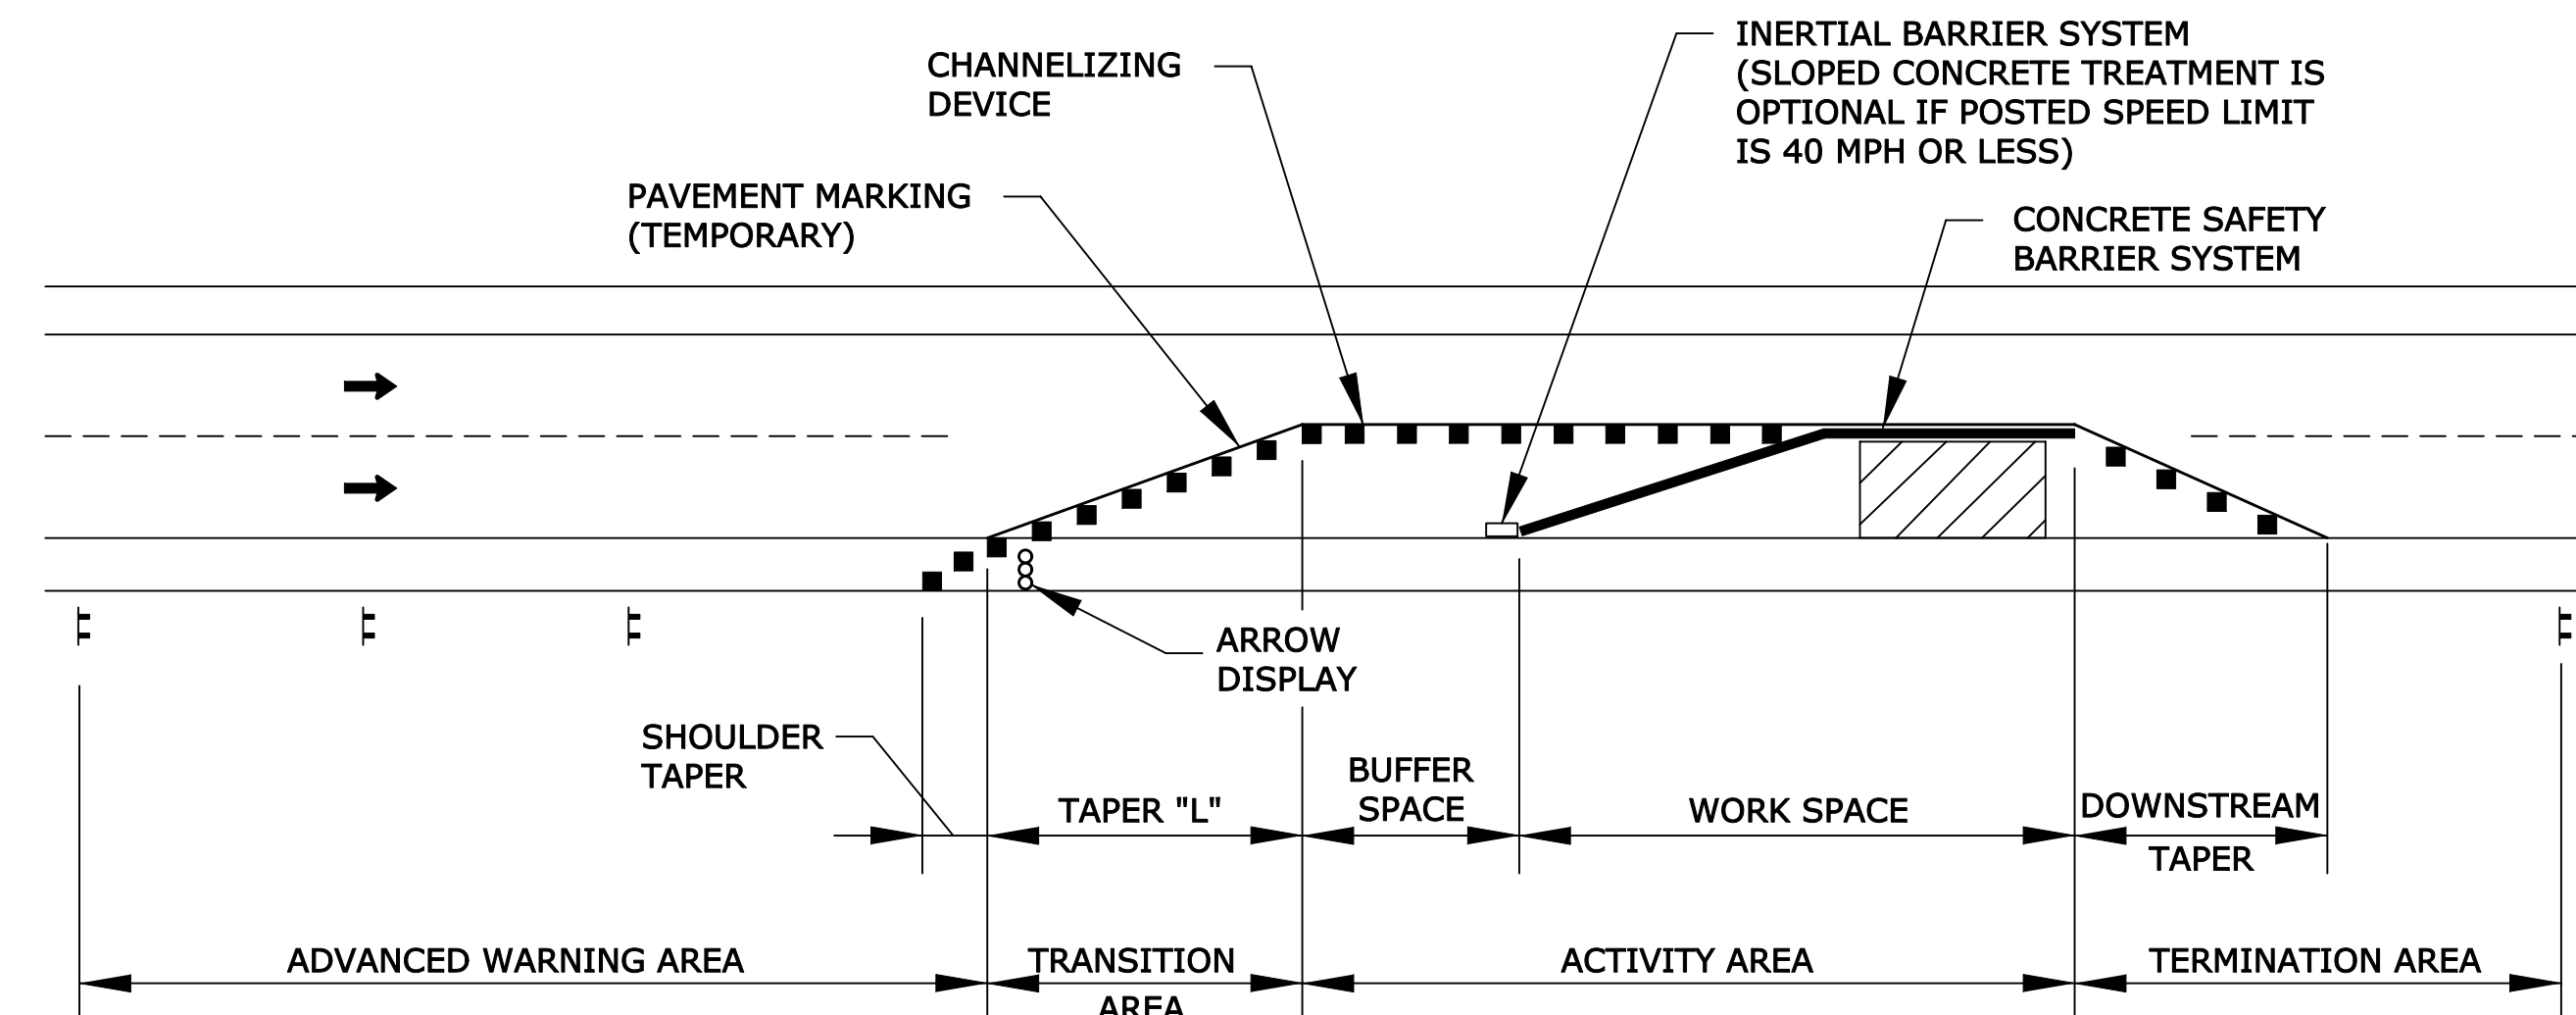 INERTIAL BARRIER SYSTEM
(SLOPED CONCRETE TREATMENT IS
OPTIONAL IF POSTED SPEED LIMIT
IS 40 MPH OR LESS)
CHANNELIZING
DEVICE
PAVEMENT MARKING
(TEMPORARY)
CONCRETE SAFETY
BARRIER SYSTEM
ARROW
DISPLAY
SHOULDER
TAPER
TAPER "L"
BUFFER
SPACE
WORK SPACE
DOWNSTREAM
TAPER
ADVANCED WARNING AREA
TRANSITION
AREA
ACTIVITY AREA
TERMINATION AREA